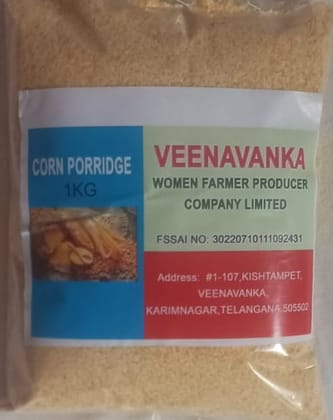 CORN PORRIDGE
1KG
VEENAVANKA
WOMEN FARMER PRODUCER
COMPANY LIMITED
FSSAI NO: 30220710111092431
Address: #1-107,KISHTAMPET,
VEENAVANKA,
KARIMNAGAR,TELANGANA,505502